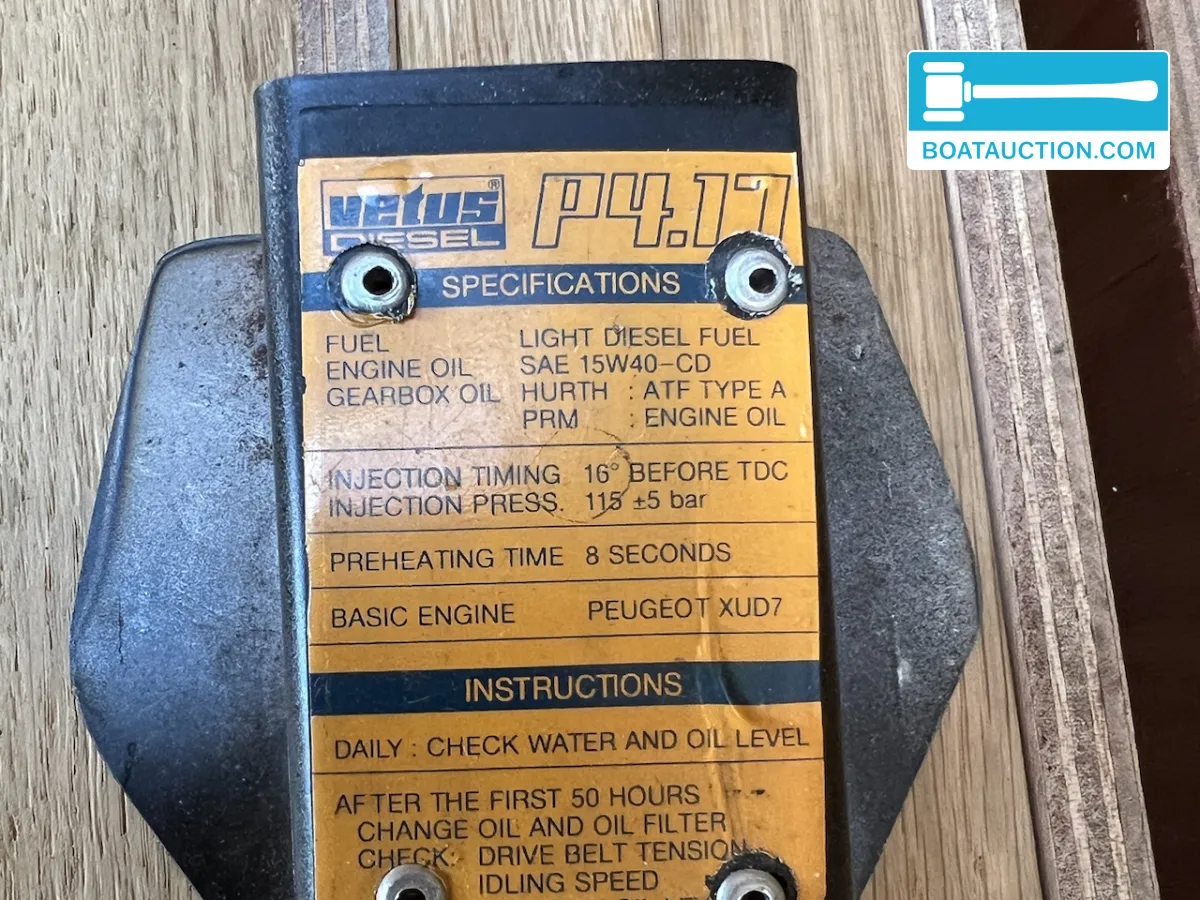 vetus®
DIESEL
P4.17
SPECIFICATIONS
FUEL LIGHT DIESEL FUEL
ENGINE OIL SAE 15W40-CD
GEARBOX OIL HURTH : ATF TYPE A
PRM : ENGINE OIL
INJECTION TIMING 16° BEFORE TDC
INJECTION PRESS. 115 ±5 bar
PREHEATING TIME 8 SECONDS
BASIC ENGINE PEUGEOT XUD7
INSTRUCTIONS
DAILY : CHECK WATER AND OIL LEVEL
AFTER THE FIRST 50 HOURS
CHANGE OIL AND OIL FILTER
CHECK: DRIVE BELT TENSION
IDLING SPEED
BOATAUCTION.COM